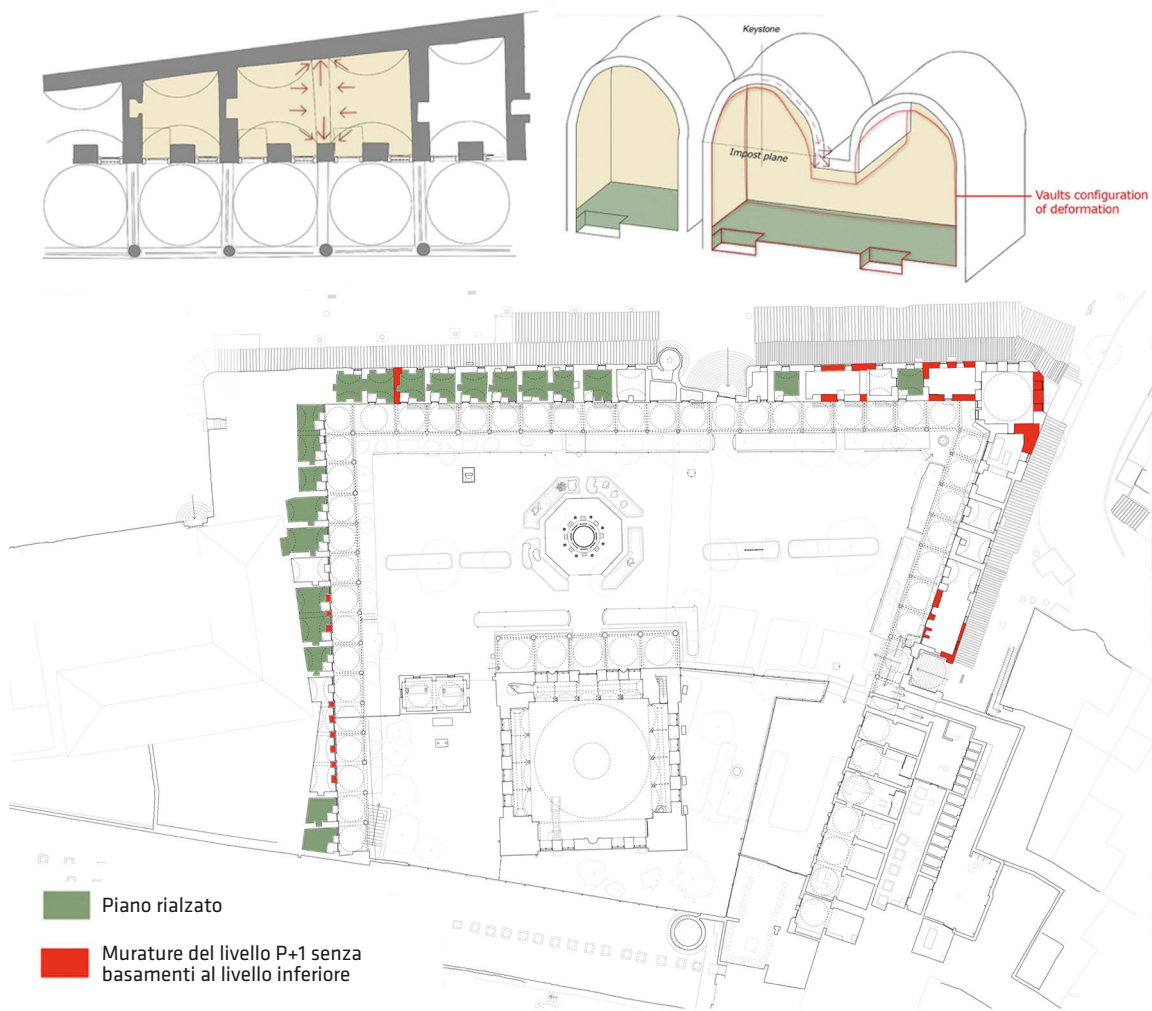 Keystone
Impost plane
Vaults configuration
of deformation
Piano rialzato
Murature del livello P+1 senza
basamenti al livello inferiore